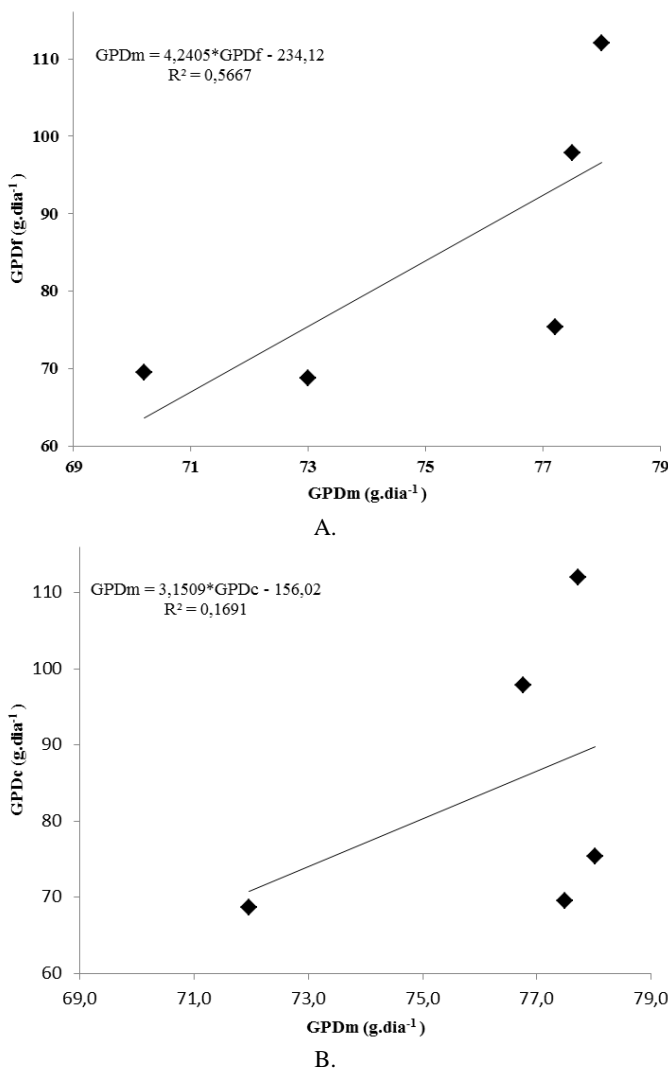 GPDm = 4,2405*GPDf - 234,12
R² = 0,5667
110
100
90
80
70
60
GPDf (g.dia⁻¹)
69
71
73
75
77
79
GPDm (g.dia⁻¹)
A.
GPDm = 3,1509*GPDc - 156,02
R² = 0,1691
110
100
90
80
70
60
GPDc (g.dia⁻¹)
69,0
71,0
73,0
75,0
77,0
79,0
GPDm (g.dia⁻¹)
B.